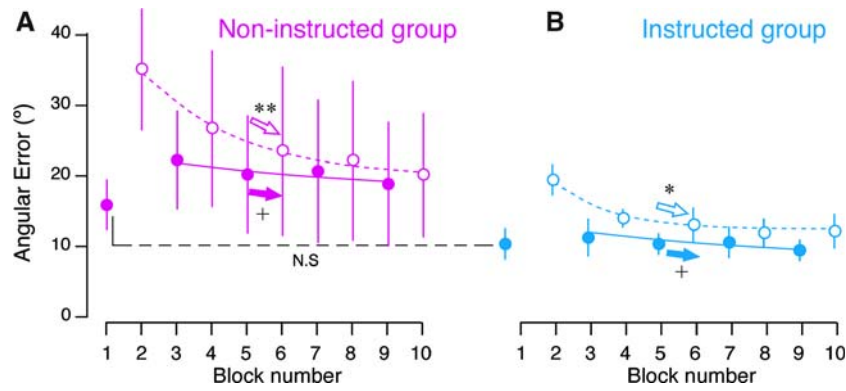 A
Non-instructed group
B
Instructed group
Angular Error (°)
40
30
20
10
0
**
+
N.S
*
+
1 2 3 4 5 6 7 8 9 10
Block number
1 2 3 4 5 6 7 8 9 10
Block number